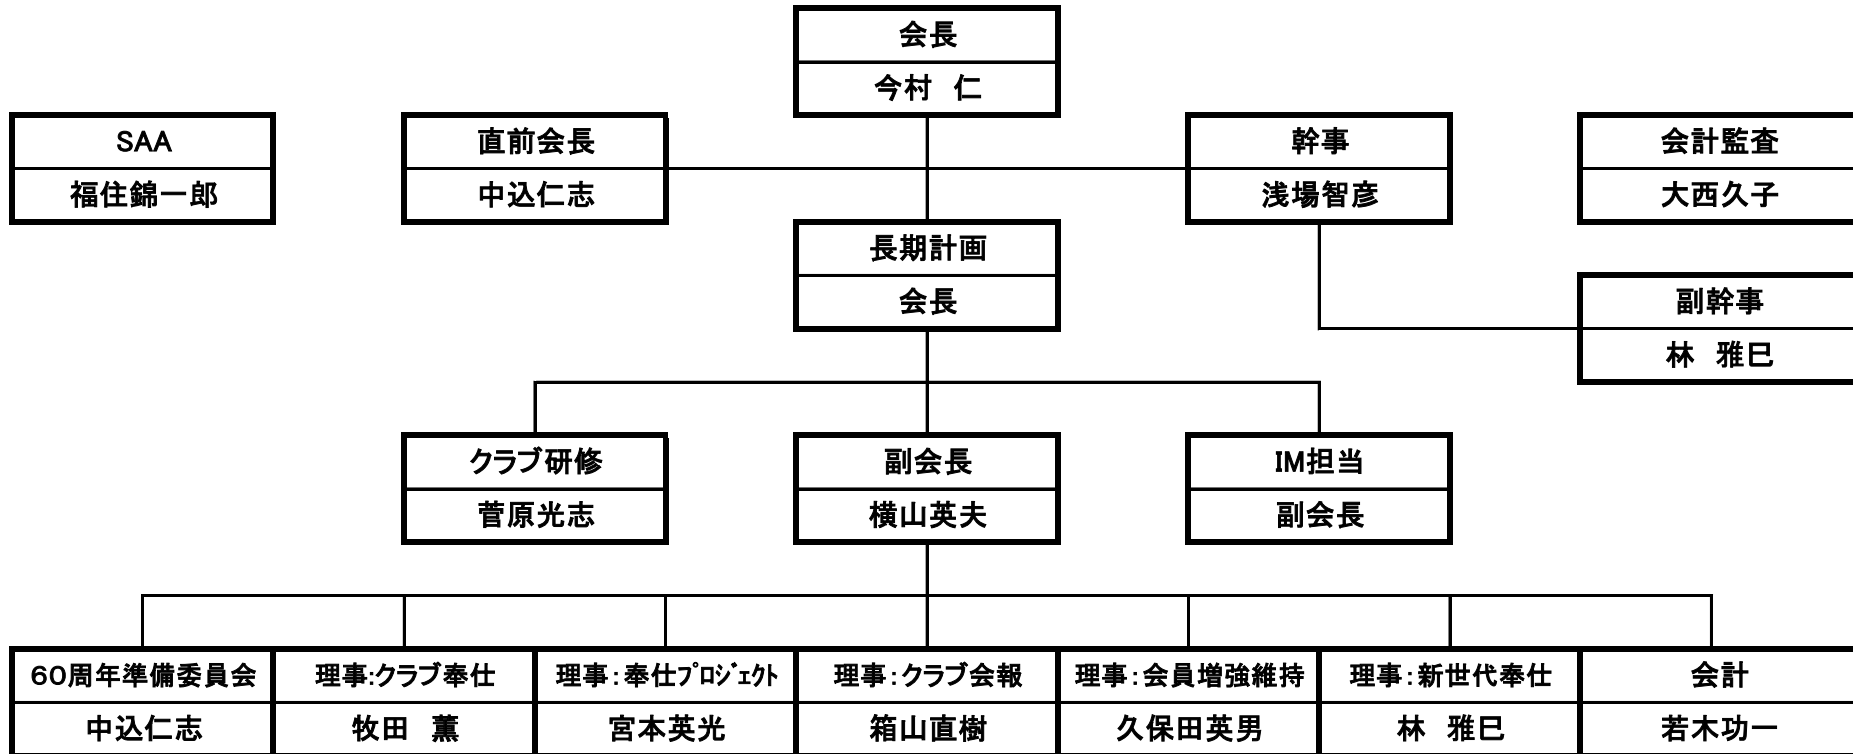 会長
今村　仁
SAA
福住錦一郎
直前会長
中込仁志
幹事
浅場智彦
会計監査
大西久子
長期計画
会長
副幹事
林　雅巳
クラブ研修
菅原光志
副会長
横山英夫
IM担当
副会長
60周年準備委員会
中込仁志
理事:クラブ奉仕
牧田　薫
理事：奉仕ﾌﾟﾛｼﾞｪｸﾄ
宮本英光
理事：クラブ会報
箱山直樹
理事：会員増強維持
久保田英男
理事：新世代奉仕
林　雅巳
会計
若木功一